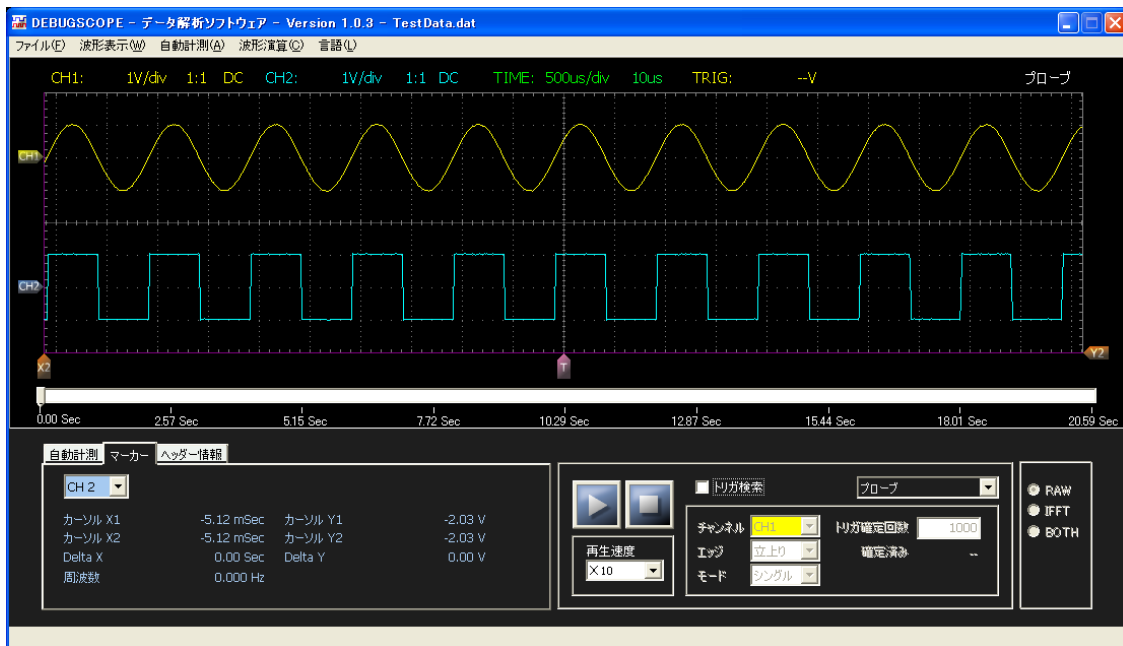 DEBUGSCOPE - データ解析ソフトウェア - Version 1.0.3 - TestData.dat
ファイル(F) 波形表示(W) 自動計測(A) 波形演算(C) 言語(L)
CH1: 1V/div 1:1 DC CH2: 1V/div 1:1 DC TIME: 500us/div 10us TRIG: --V プローブ
CH1
CH2
X2 T Y2
0.00 Sec 2.57 Sec 5.15 Sec 7.72 Sec 10.29 Sec 12.87 Sec 15.44 Sec 18.01 Sec 20.59 Sec
自動計測 マーカー ヘッダー情報
CH 2
カーソル X1 -5.12 mSec カーソル Y1 -2.03 V
カーソル X2 -5.12 mSec カーソル Y2 -2.03 V
Delta X 0.00 Sec Delta Y 0.00 V
周波数 0.000 Hz
再生速度
X10
トリガ検索 プローブ
チャンネル CH1 トリガ確定回数 1000
エッジ 立上り 確定済み --
モード シングル
RAW
IFFT
BOTH